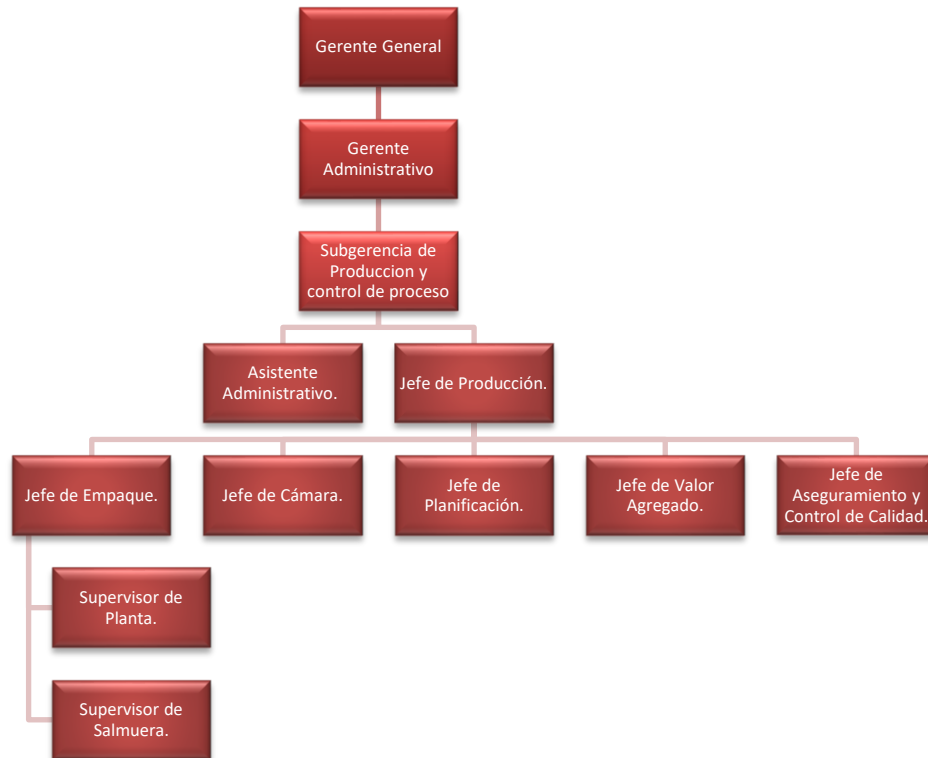 Gerente General
Gerente
Administrativo
Subgerencia de
Produccion y
control de proceso
Asistente
Administrativo.
Jefe de Producción.
Jefe de Empaque.
Jefe de Cámara.
Jefe de
Planificación.
Jefe de Valor
Agregado.
Jefe de
Aseguramiento y
Control de Calidad.
Supervisor de
Planta.
Supervisor de
Salmuera.